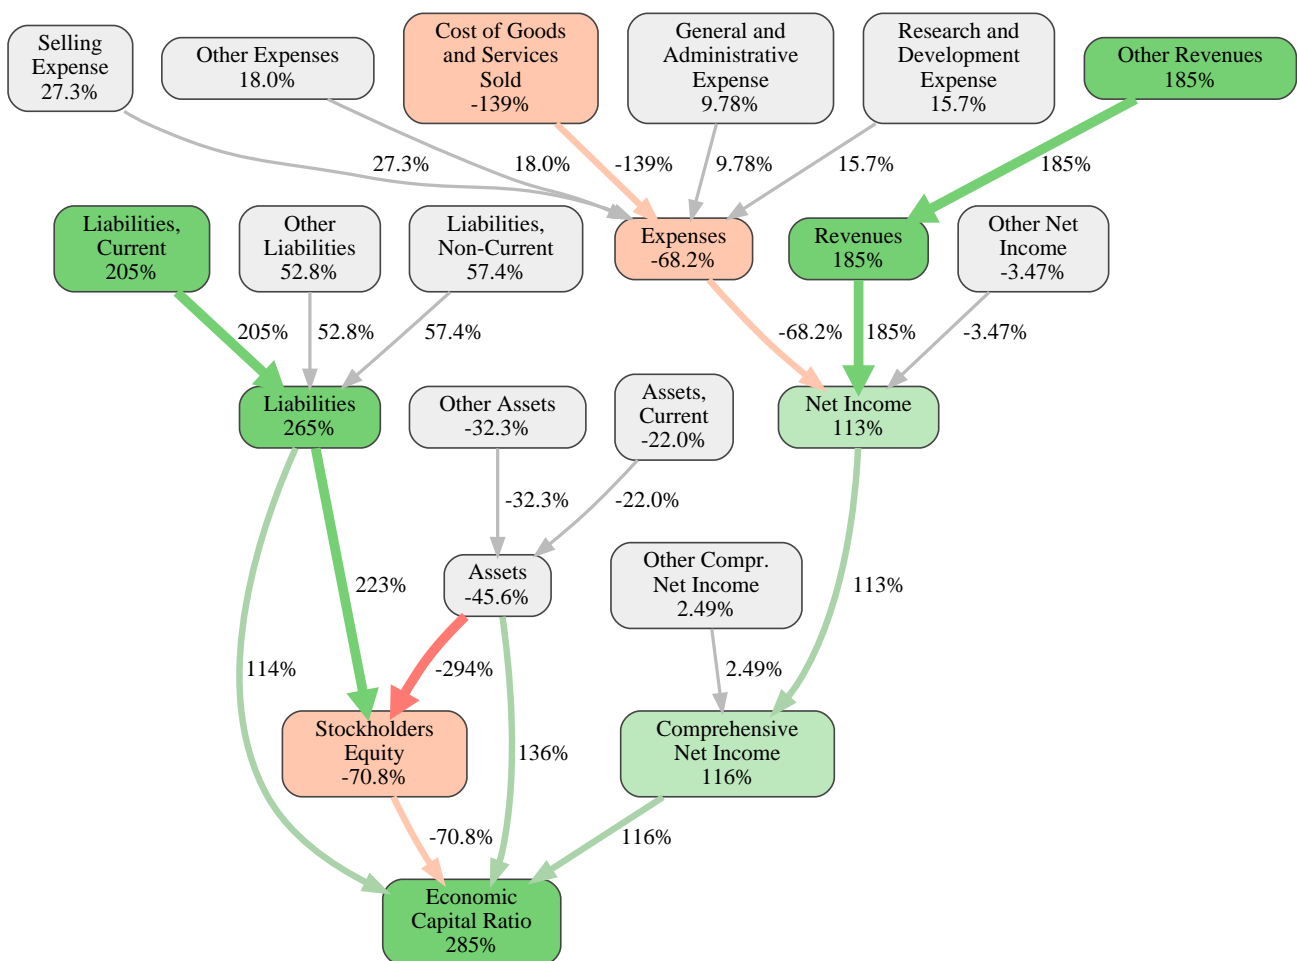 Selling
Expense
27.3%
Other Expenses
18.0%
Cost of Goods
and Services
Sold
-139%
General and
Administrative
Expense
9.78%
Research and
Development
Expense
15.7%
Other Revenues
185%
27.3%
18.0%
-139%
9.78%
15.7%
185%
Liabilities,
Current
205%
Other
Liabilities
52.8%
Liabilities,
Non-Current
57.4%
Expenses
-68.2%
Revenues
185%
Other Net
Income
-3.47%
205%
52.8%
57.4%
-68.2%
185%
-3.47%
Liabilities
265%
Other Assets
-32.3%
Assets,
Current
-22.0%
Net Income
113%
-32.3%
-22.0%
Assets
-45.6%
Other Compr.
Net Income
2.49%
223%
113%
114%
-294%
2.49%
Stockholders
Equity
-70.8%
136%
Comprehensive
Net Income
116%
-70.8%
116%
Economic
Capital Ratio
285%